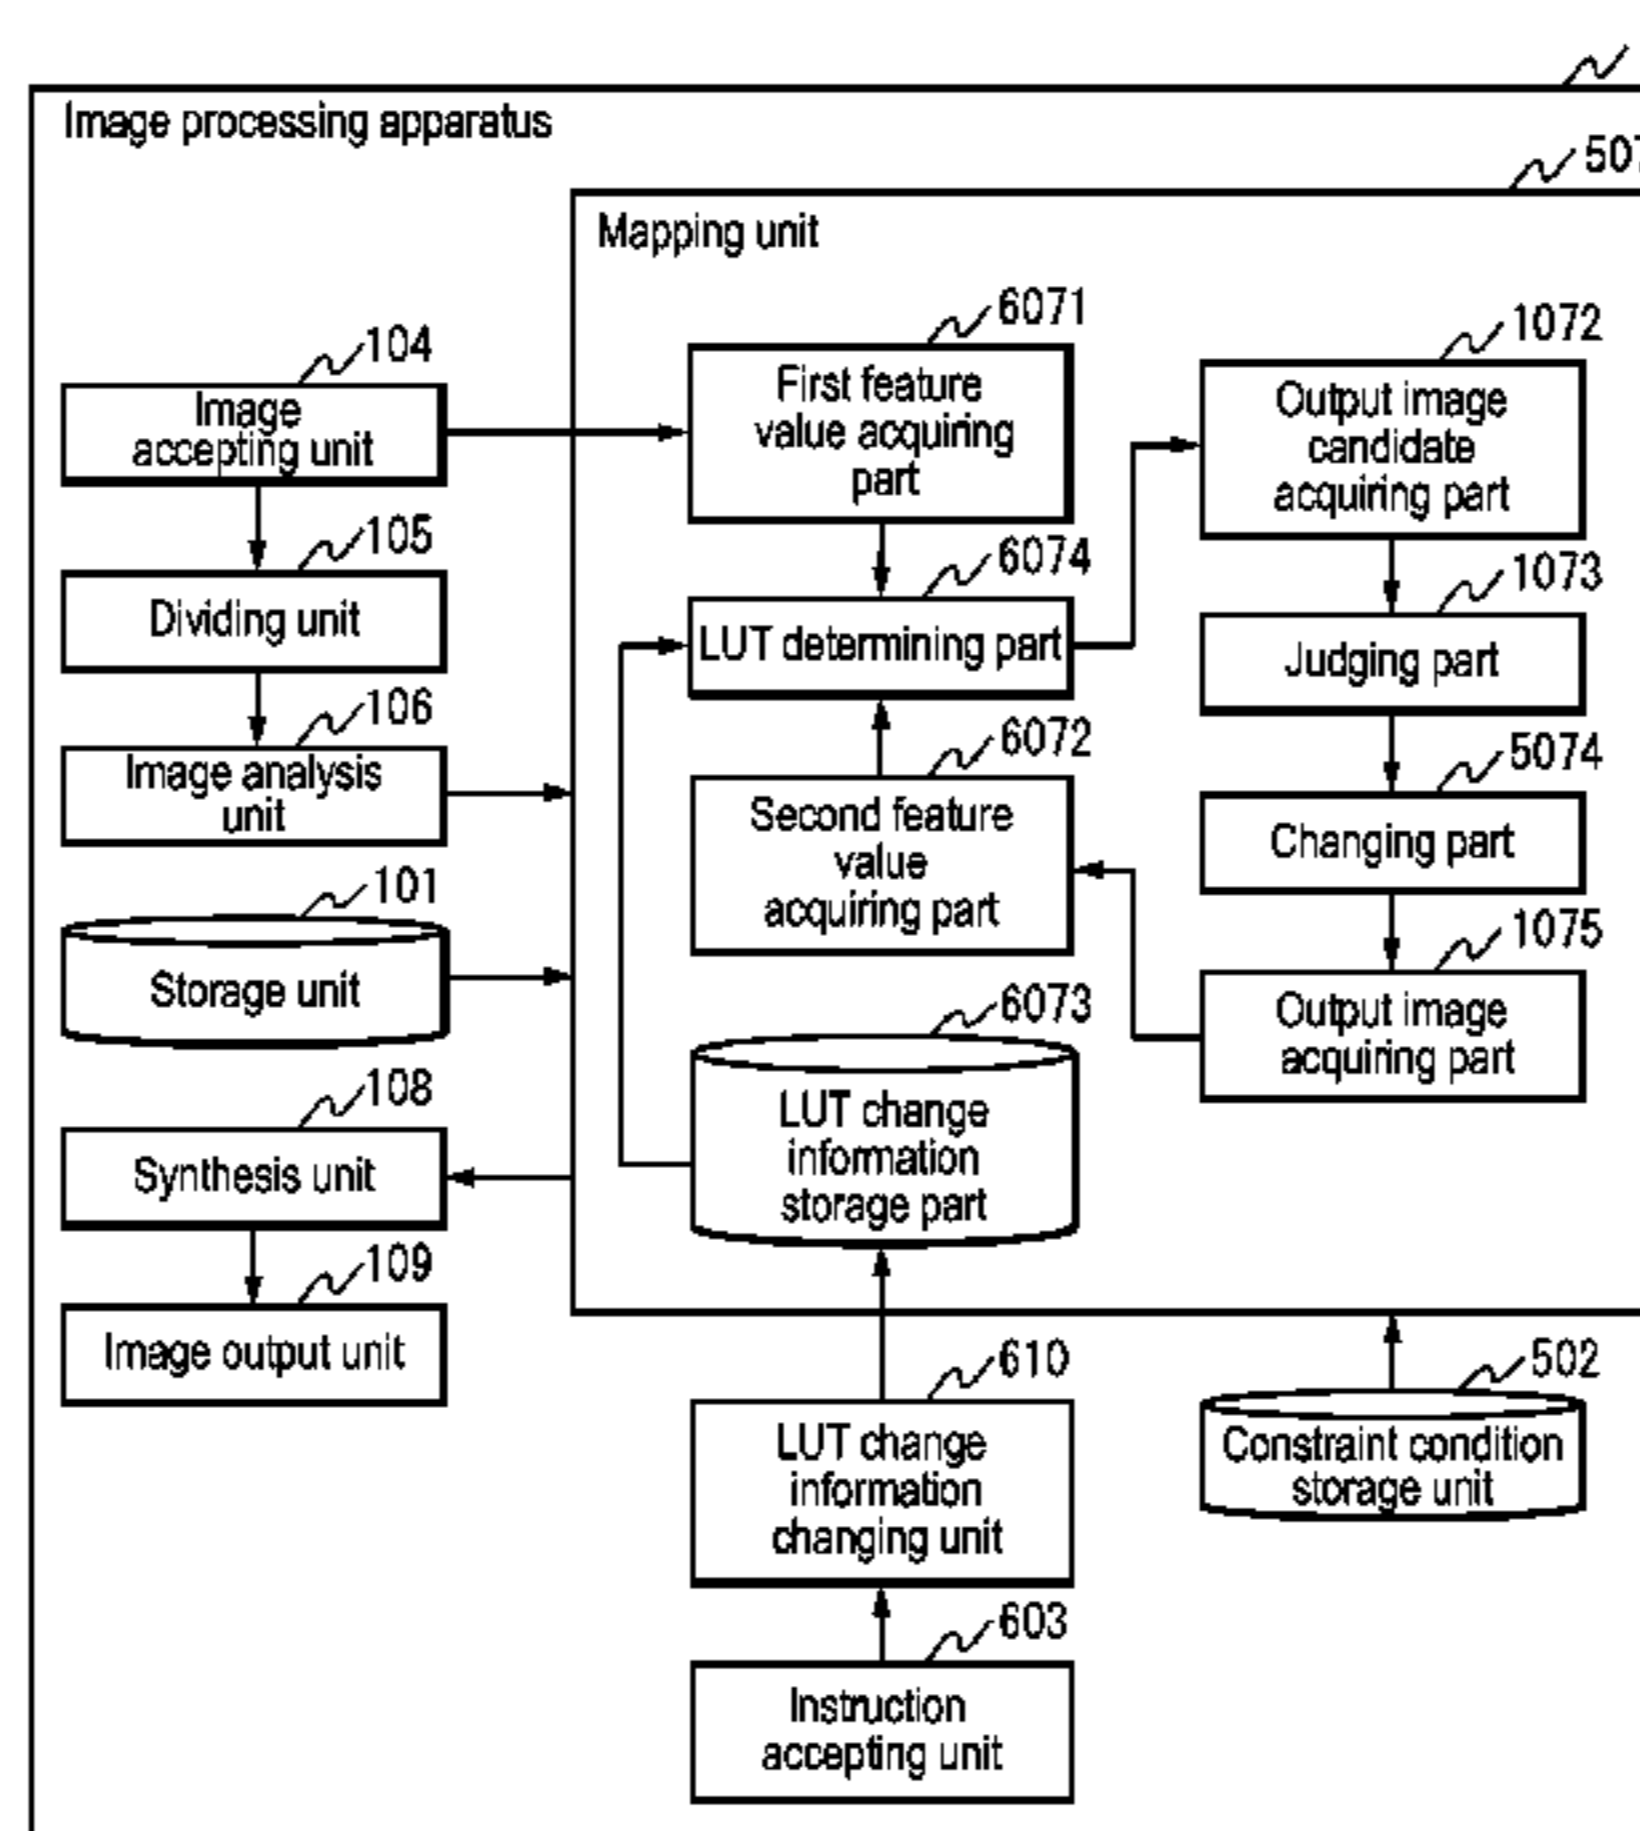 Image processing apparatus
507
Mapping unit
104
Image
accepting unit
105
Dividing unit
106
Image analysis
unit
101
Storage unit
108
Synthesis unit
109
Image output unit
6071
First feature
value acquiring
part
6074
LUT determining part
6072
Second feature
value
acquiring part
6073
LUT change
information
storage part
1072
Output image
candidate
acquiring part
1073
Judging part
5074
Changing part
1075
Output image
acquiring part
610
LUT change
information
changing unit
603
Instruction
accepting unit
502
Constraint condition
storage unit